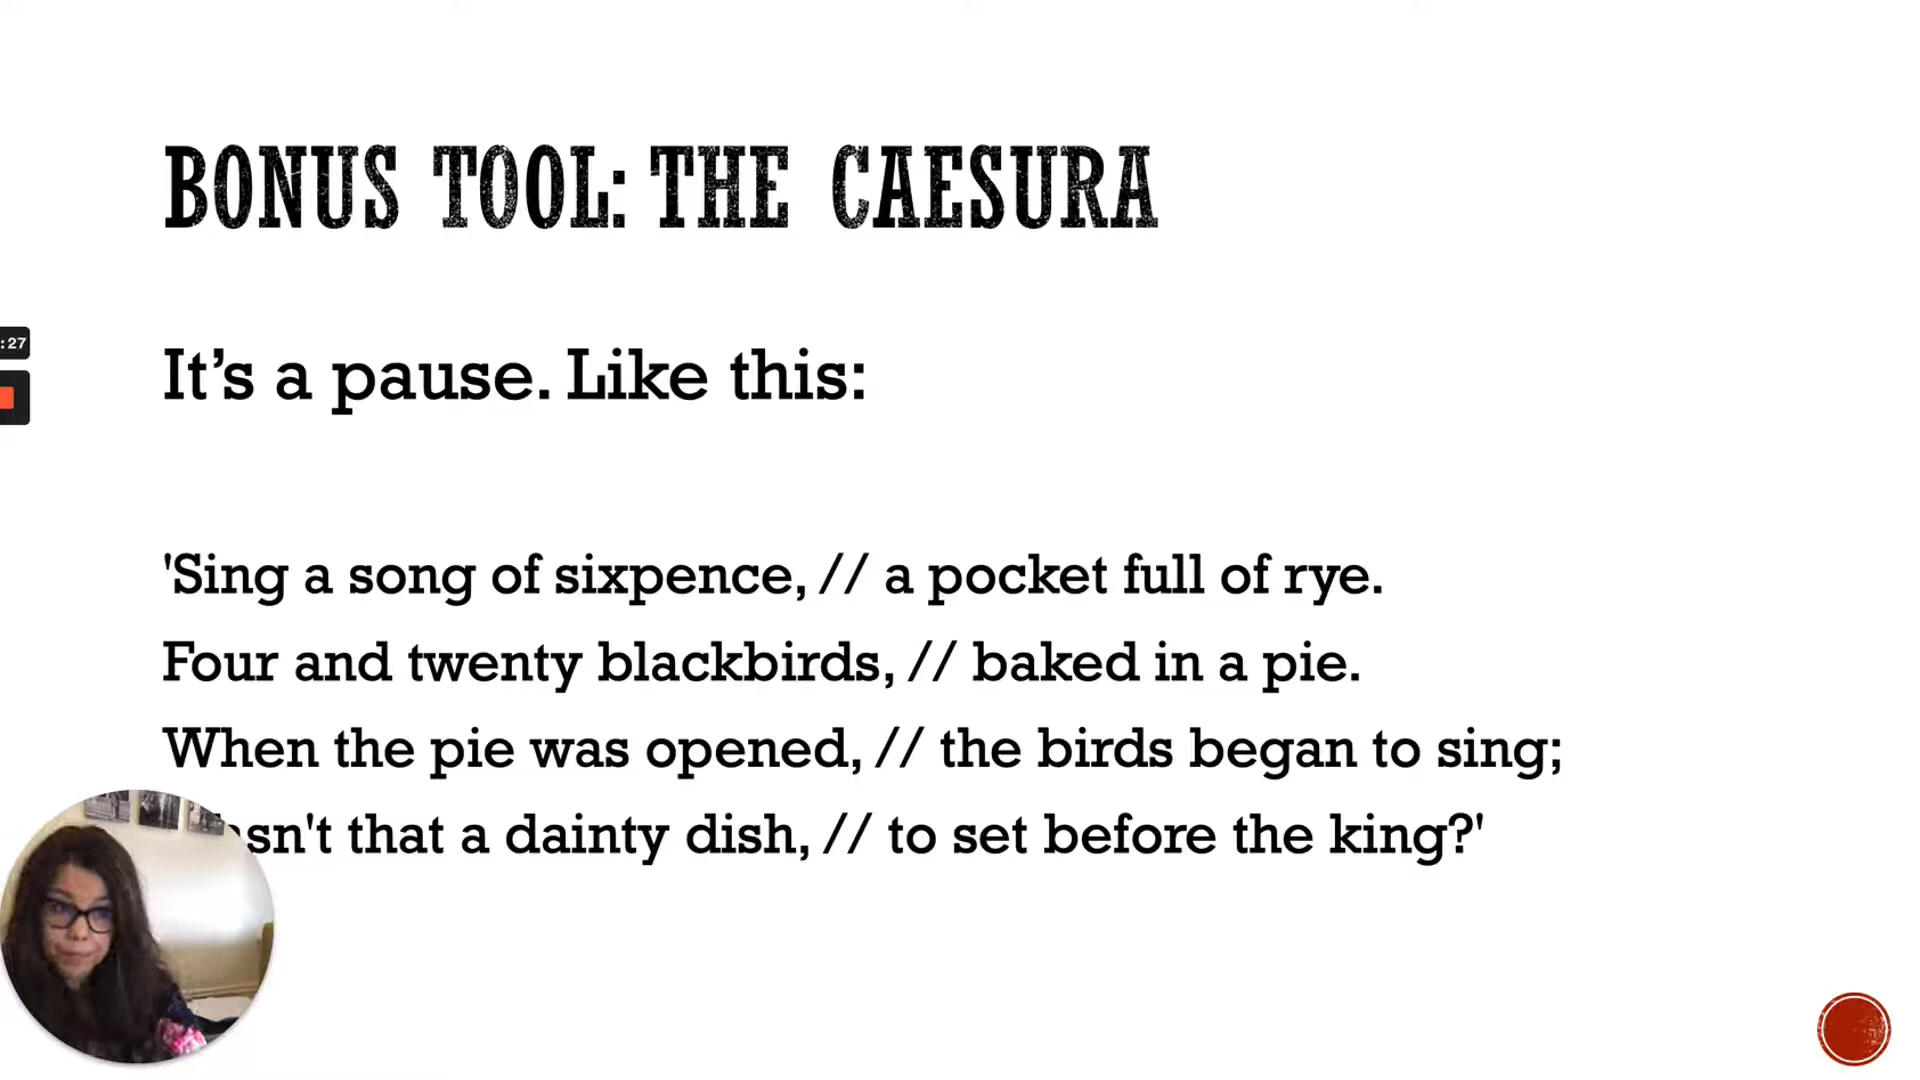 BONUS TOOL: THE CAESURA
:27
It's a pause. Like this:
'Sing a song of sixpence, // a pocket full of rye.
Four and twenty blackbirds, // baked in a pie.
When the pie was opened, // the birds began to sing;
that a dainty dish, // to set before the king?'